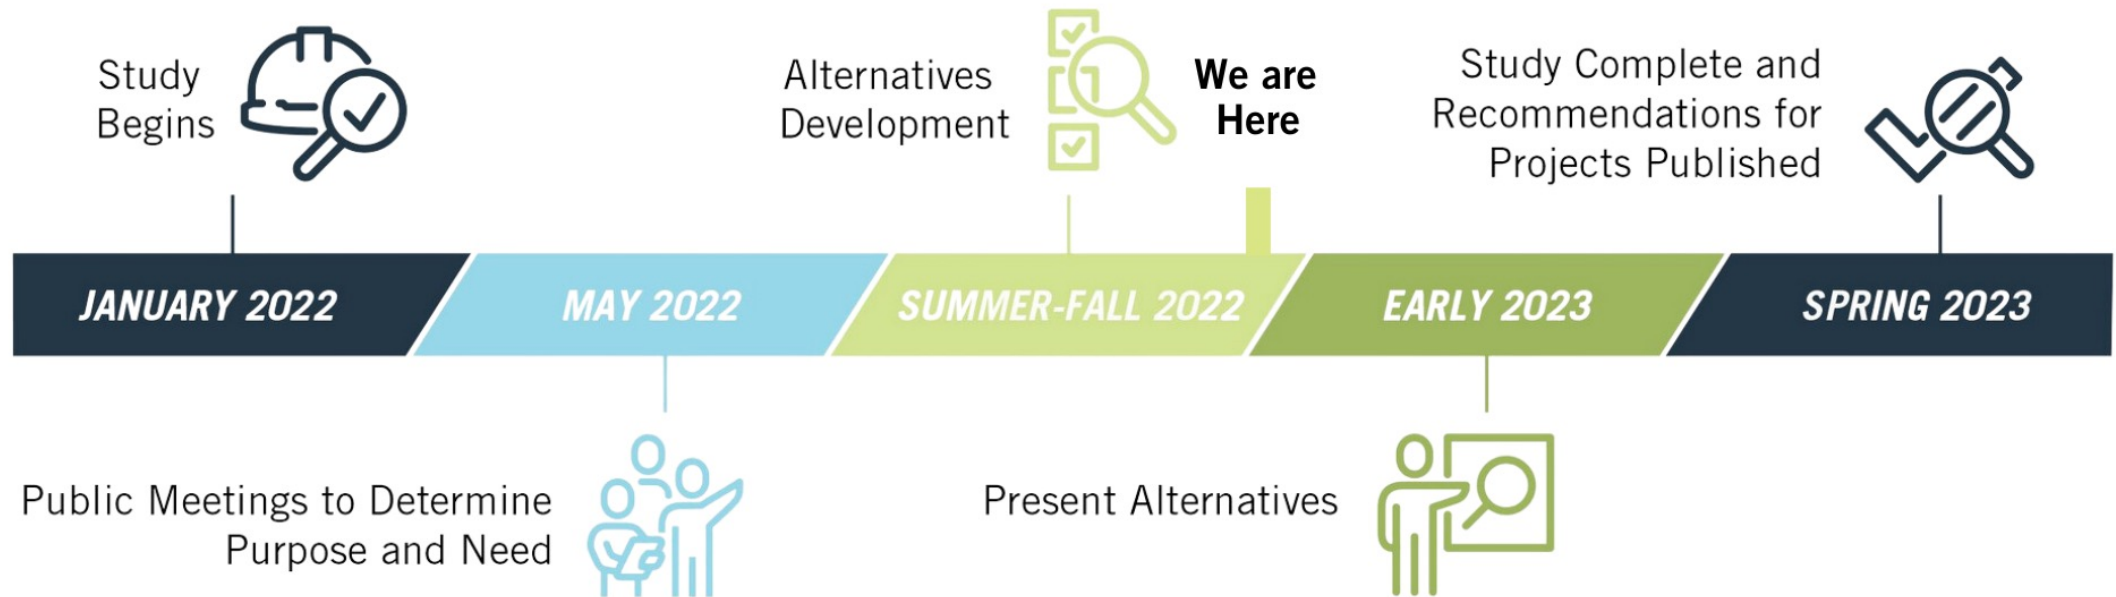 Study
Begins
Alternatives
Development
We are
Here
Study Complete and
Recommendations for
Projects Published
JANUARY 2022
MAY 2022
SUMMER-FALL 2022
EARLY 2023
SPRING 2023
Public Meetings to Determine
Purpose and Need
Present Alternatives